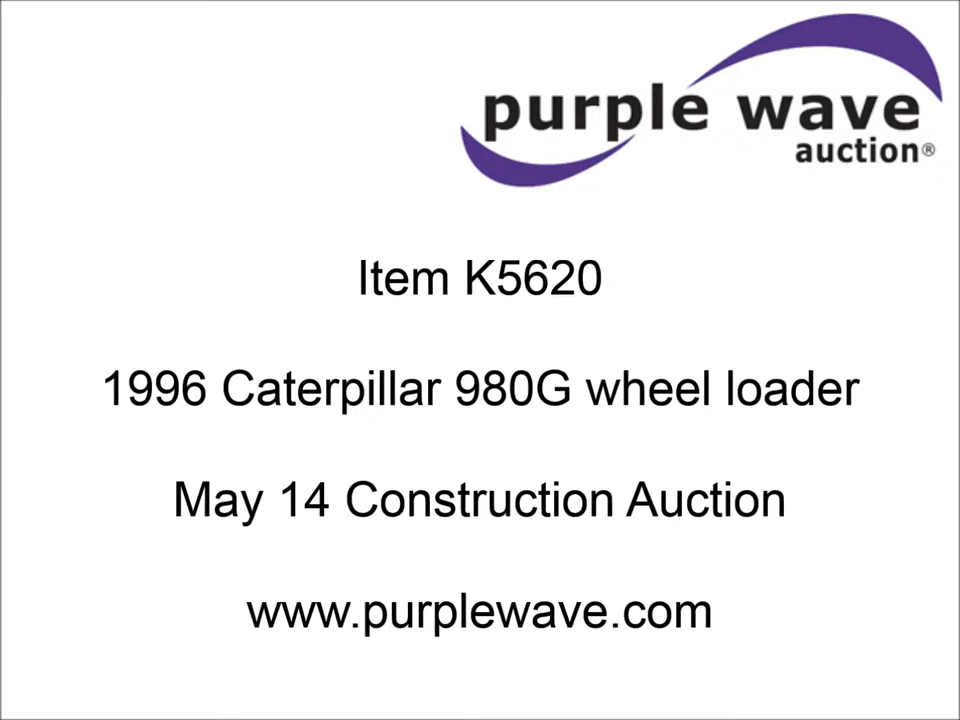 purple wave
auction®
Item K5620
1996 Caterpillar 980G wheel loader
May 14 Construction Auction
www.purplewave.com